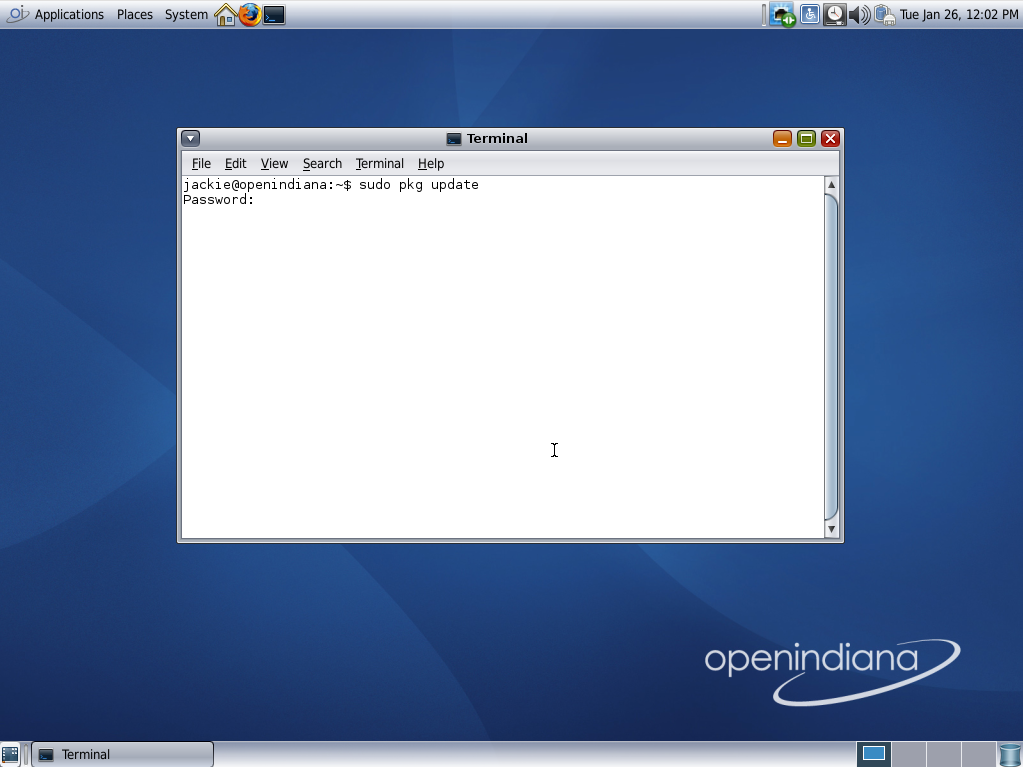 Applications Places System Tue Jan 26, 12:02 PM
Terminal
File Edit View Search Terminal Help
jackie@openindiana:~$ sudo pkg update
Password:
openindiana
Terminal